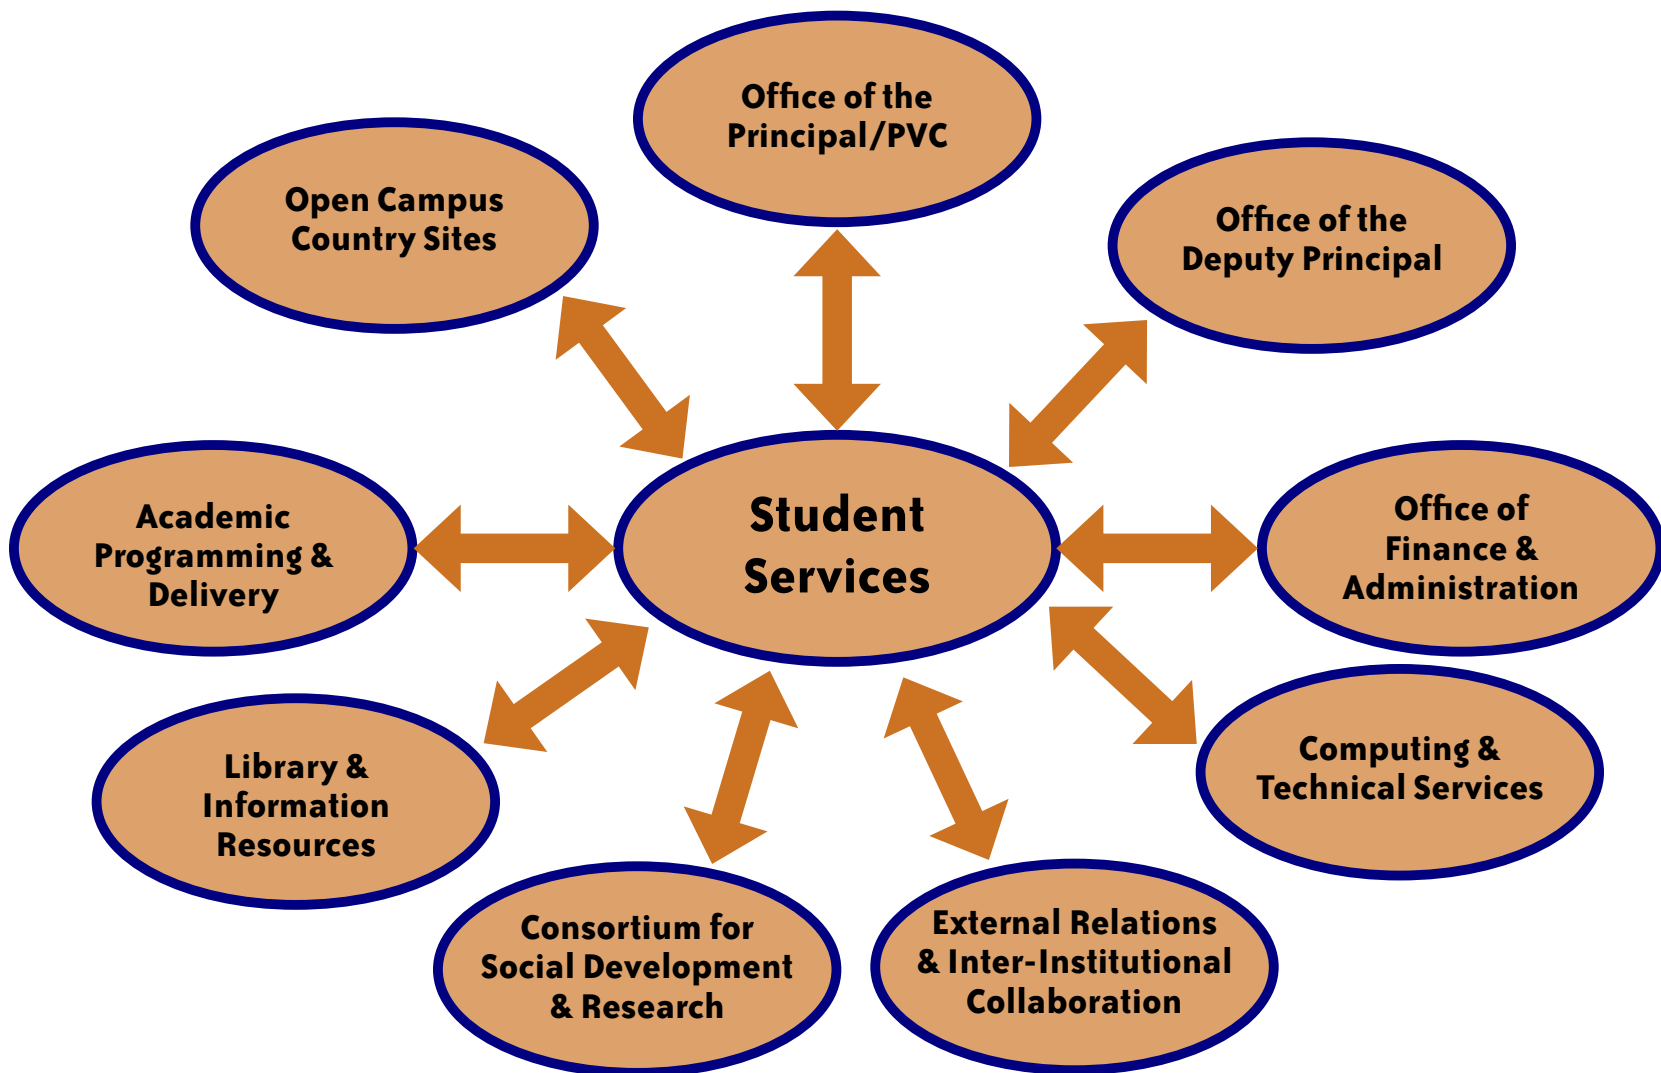 Office of the
Principal/PVC
Open Campus
Country Sites
Office of the
Deputy Principal
Student
Services
Academic
Programming &
Delivery
Office of
Finance &
Administration
Library &
Information
Resources
Computing &
Technical Services
Consortium for
Social Development
& Research
External Relations
& Inter-Institutional
Collaboration